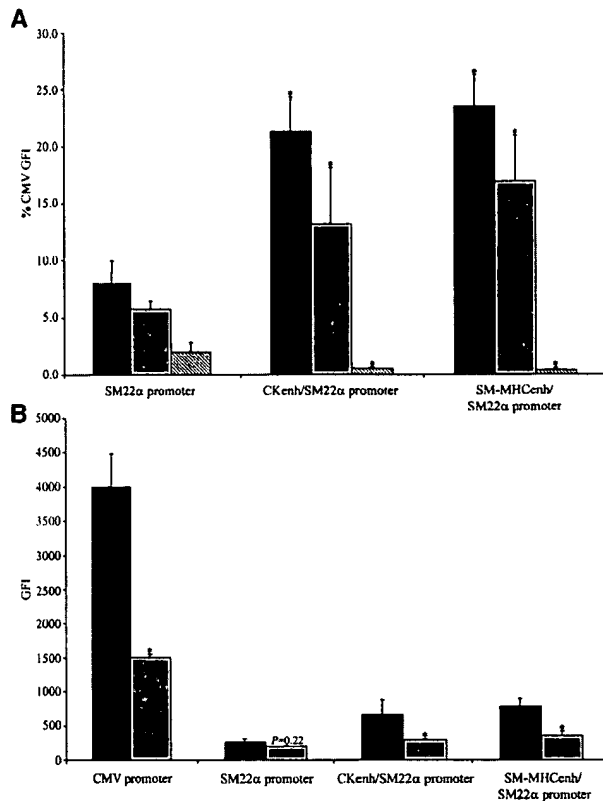 A
30.0
25.0
20.0
15.0
10.0
5.0
0.0
% CMV GFI
*
*
*
*
*
*
SM22α promoter
CKenh/SM22α promoter
SM-MHCenh/
SM22α promoter
B
5000
4500
4000
3500
3000
2500
2000
1500
1000
500
0
GFI
*
P=0.22
*
*
CMV promoter
SM22α promoter
CKenh/SM22α promoter
SM-MHCenh/
SM22α promoter